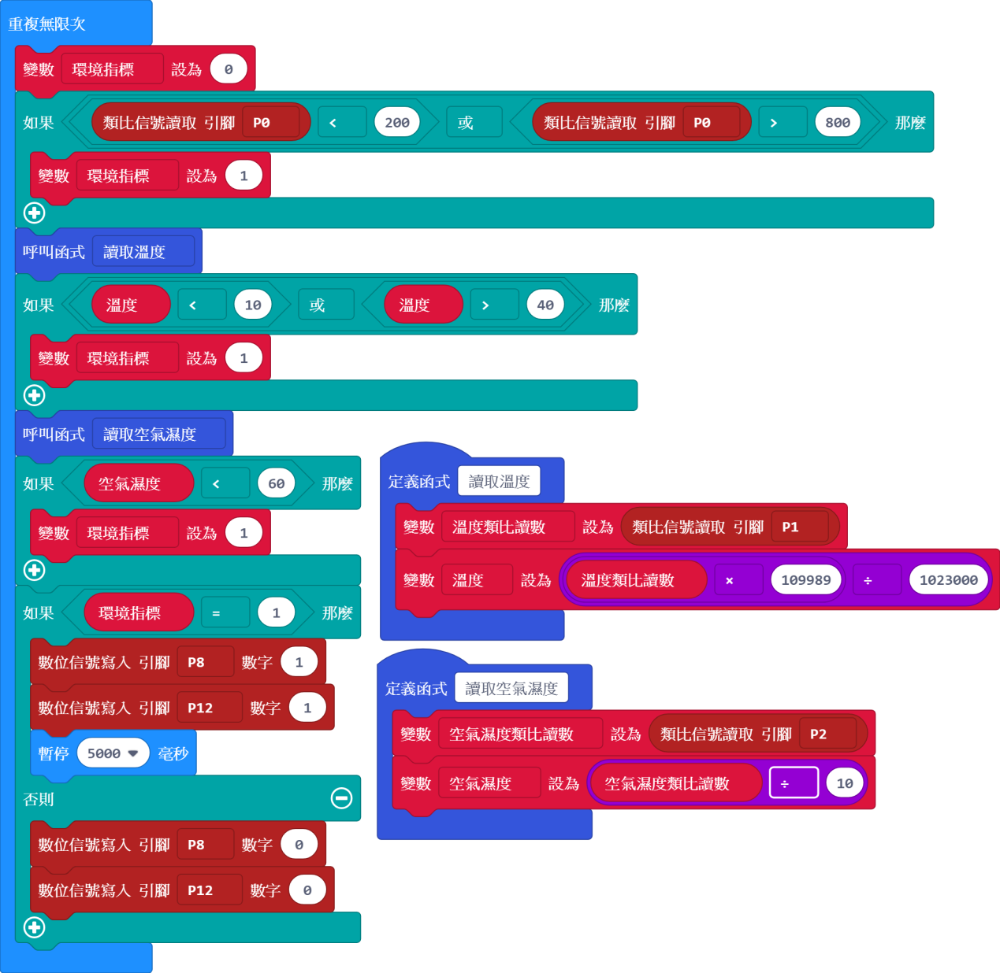 重複無限次
變數 環境指標 設為 0
如果 類比信號讀取 引腳 P0 < 200 或 類比信號讀取 引腳 P0 > 800 那麼
變數 環境指標 設為 1
呼叫函式 讀取溫度
如果 溫度 < 10 或 溫度 > 40 那麼
變數 環境指標 設為 1
呼叫函式 讀取空氣濕度
如果 空氣濕度 < 60 那麼
變數 環境指標 設為 1
如果 環境指標 = 1 那麼
數位信號寫入 引腳 P8 數字 1
數位信號寫入 引腳 P12 數字 1
暫停 5000 毫秒
否則
數位信號寫入 引腳 P8 數字 0
數位信號寫入 引腳 P12 數字 0
定義函式 讀取溫度
變數 溫度類比讀數 設為 類比信號讀取 引腳 P1
變數 溫度 設為 溫度類比讀數 × 109989 ÷ 1023000
定義函式 讀取空氣濕度
變數 空氣濕度類比讀數 設為 類比信號讀取 引腳 P2
變數 空氣濕度 設為 空氣濕度類比讀數 ÷ 10